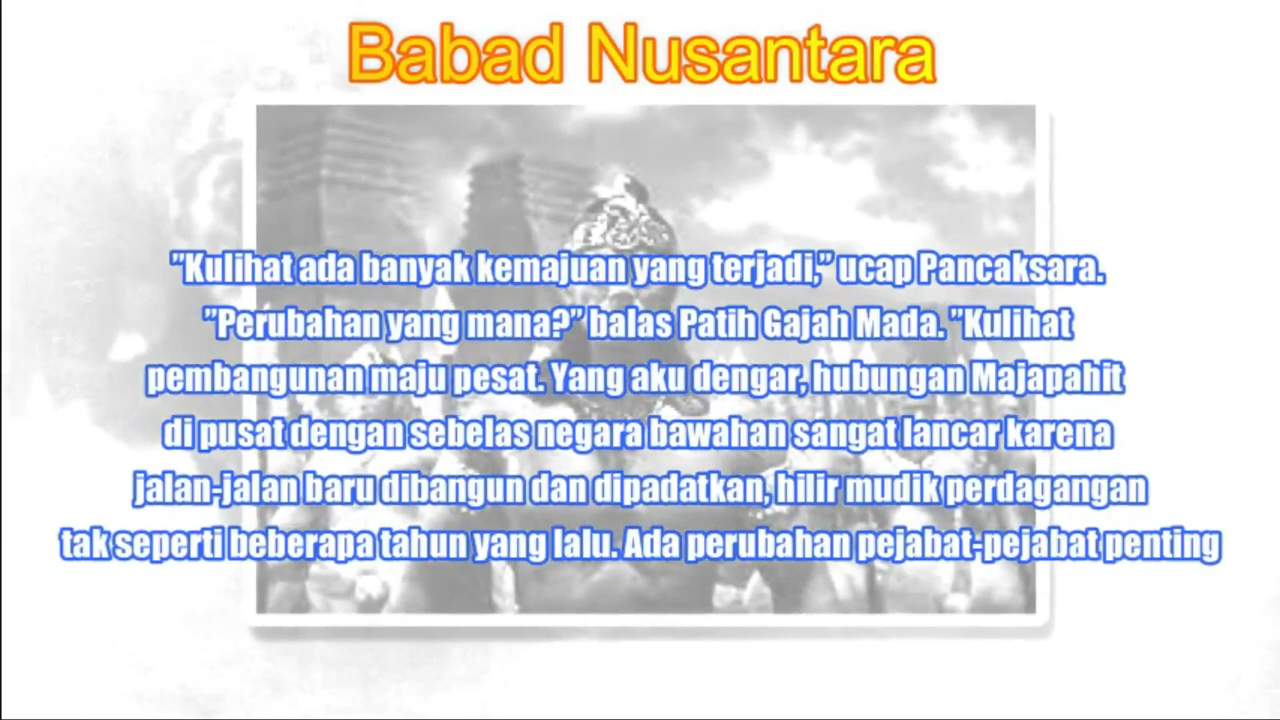 Babad Nusantara
”Kulihat ada banyak kemajuan yang terjadi,” ucap Pancaksara.
”Perubahan yang mana?” balas Patih Gajah Mada. ”Kulihat
pembangunan maju pesat. Yang aku dengar, hubungan Majapahit
di pusat dengan sebelas negara bawahan sangat lancar karena
jalan-jalan baru dibangun dan dipadatkan, hilir mudik perdagangan
tak seperti beberapa tahun yang lalu. Ada perubahan pejabat-pejabat penting